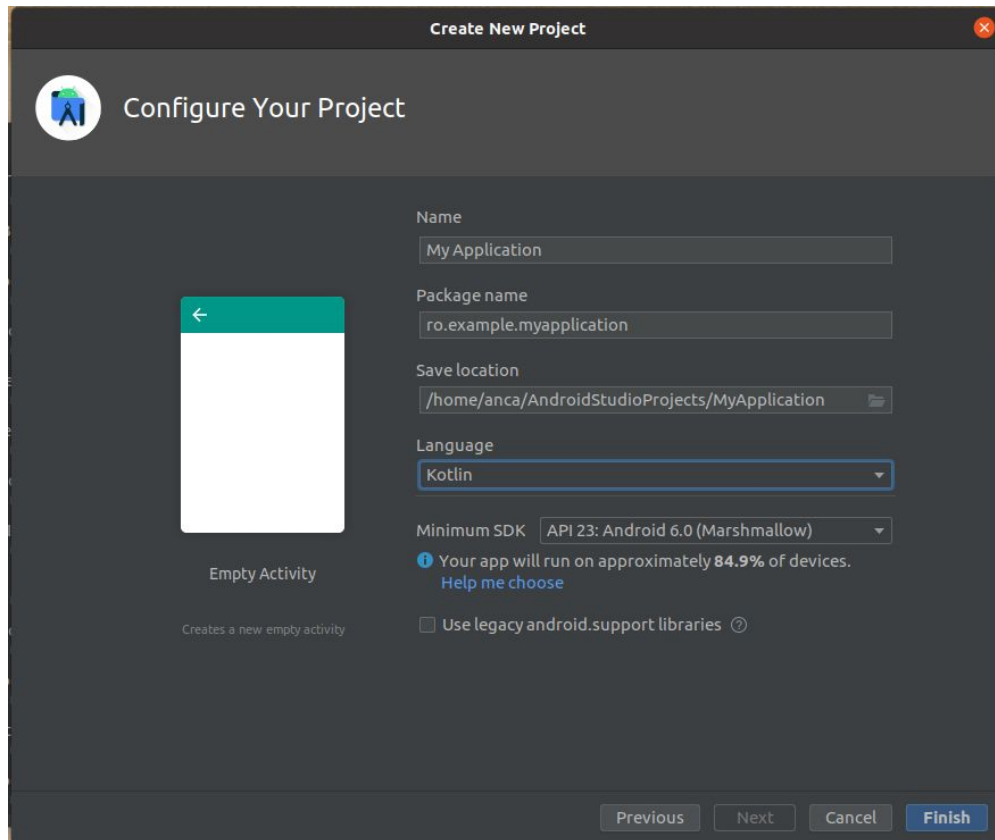 Create New Project
Configure Your Project
Name
My Application
Package name
ro.example.myapplication
Save location
/home/anca/AndroidStudioProjects/MyApplication
Language
Kotlin
Minimum SDK API 23: Android 6.0 (Marshmallow)
Your app will run on approximately 84.9% of devices.
Help me choose
Use legacy android.support libraries ?
Empty Activity
Creates a new empty activity
Previous Next Cancel Finish